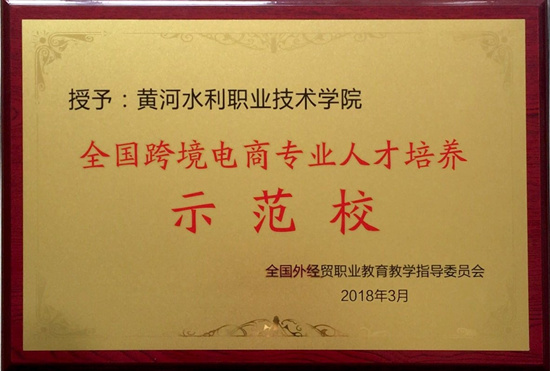 授予：黄河水利职业技术学院
全国跨境电商专业人才培养
示范校
全国外经贸职业教育教学指导委员会
2018年3月